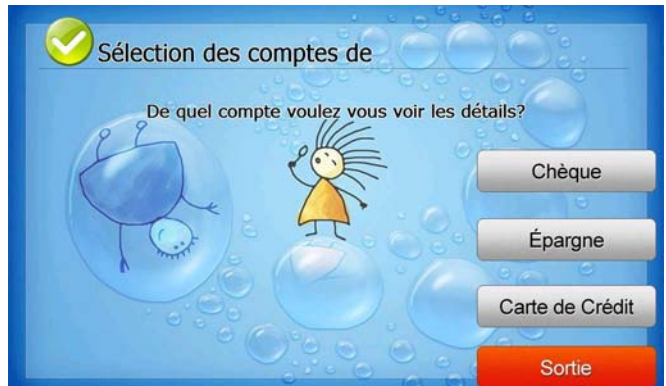 Sélection des comptes de
De quel compte voulez vous voir les détails?
Chèque
Épargne
Carte de Crédit
Sortie